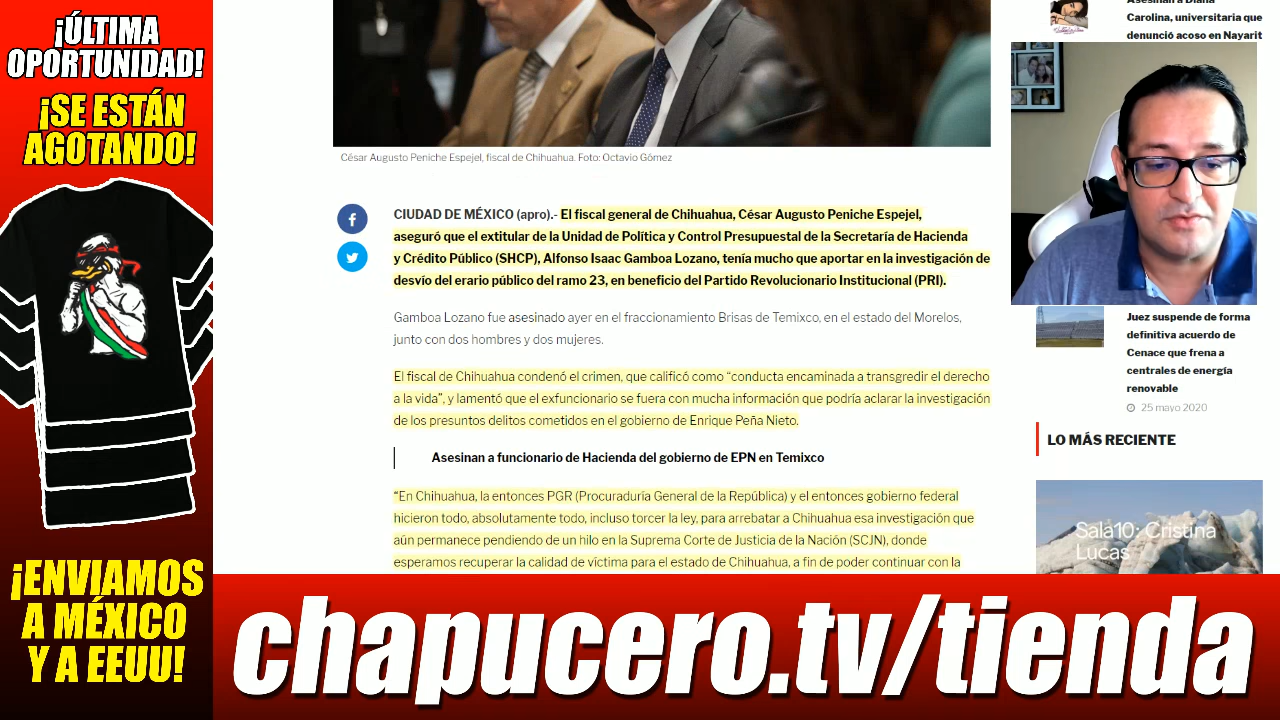 ¡ÚLTIMA
OPORTUNIDAD!
¡SE ESTÁN
AGOTANDO!
¡ENVIAMOS
A MÉXICO
Y A EEUU!
César Augusto Peniche Espejel, fiscal de Chihuahua. Foto: Octavio Gómez
CIUDAD DE MÉXICO (apro).- El fiscal general de Chihuahua, César Augusto Peniche Espejel,
aseguró que el extitular de la Unidad de Política y Control Presupuestal de la Secretaría de Hacienda
y Crédito Público (SHCP), Alfonso Isaac Gamboa Lozano, tenía mucho que aportar en la investigación de
desvío del erario público del ramo 23, en beneficio del Partido Revolucionario Institucional (PRI).
Gamboa Lozano fue asesinado ayer en el fraccionamiento Brisas de Temixco, en el estado del Morelos,
junto con dos hombres y dos mujeres.
El fiscal de Chihuahua condenó el crimen, que calificó como “conducta encaminada a transgredir el derecho
a la vida”, y lamentó que el exfuncionario se fuera con mucha información que podría aclarar la investigación
de los presuntos delitos cometidos en el gobierno de Enrique Peña Nieto.
Asesinan a funcionario de Hacienda del gobierno de EPN en Temixco
“En Chihuahua, la entonces PGR (Procuraduría General de la República) y el entonces gobierno federal
hicieron todo, absolutamente todo, incluso torcer la ley, para arrebatar a Chihuahua esa investigación que
aún permanece pendiendo de un hilo en la Suprema Corte de Justicia de la Nación (SCJN), donde
esperamos recuperar la calidad de víctima para el estado de Chihuahua, a fin de poder continuar con la
Asesinan a Diana
Carolina, universitaria que
denunció acoso en Nayarit
Juez suspende de forma
definitiva acuerdo de
Cenace que frena a
centrales de energía
renovable
25 mayo 2020
LO MÁS RECIENTE
Sala10: Cristina
Lucas
chapucero.tv/tienda